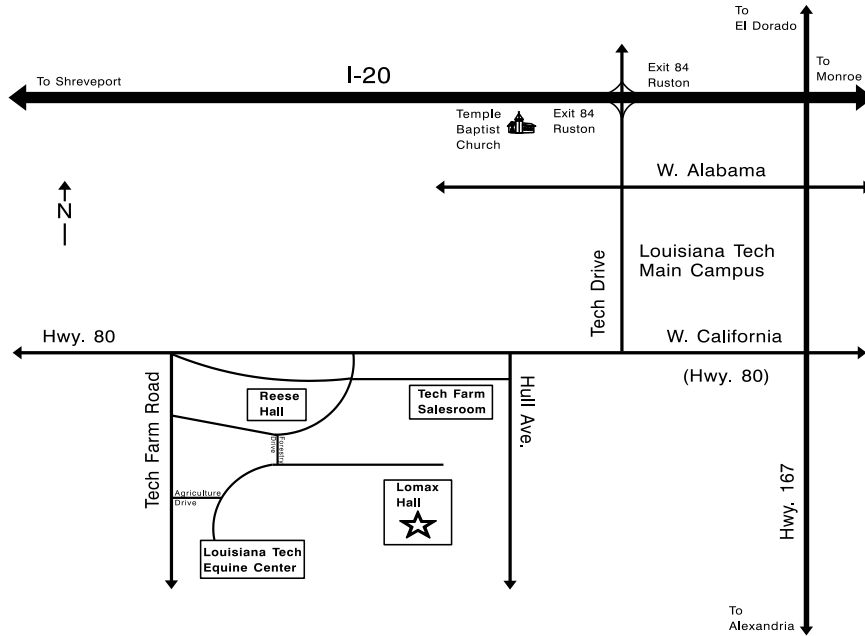 To
El Dorado
To
Monroe
To Shreveport
I-20
Exit 84
Ruston
Temple
Baptist
Church
Exit 84
Ruston
W. Alabama
N
Louisiana Tech
Main Campus
Tech Drive
Hwy. 80
W. California
(Hwy. 80)
Tech Farm Road
Reese
Hall
Tech Farm
Salesroom
Hull Ave.
Forestry
Drive
Agriculture
Drive
Lomax
Hall
Louisiana Tech
Equine Center
Hwy. 167
To
Alexandria